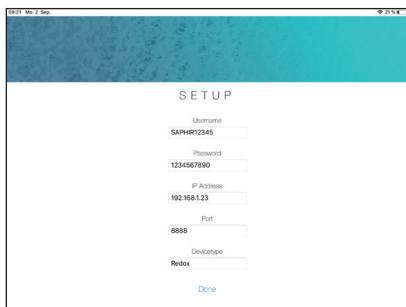 09:21 Mo. 2. Sep.
21 %
SETUP
Username
SAPHIR12345
Password
1234567890
IP Address
192.168.1.23
Port
8888
Devicetype
Redox
Done